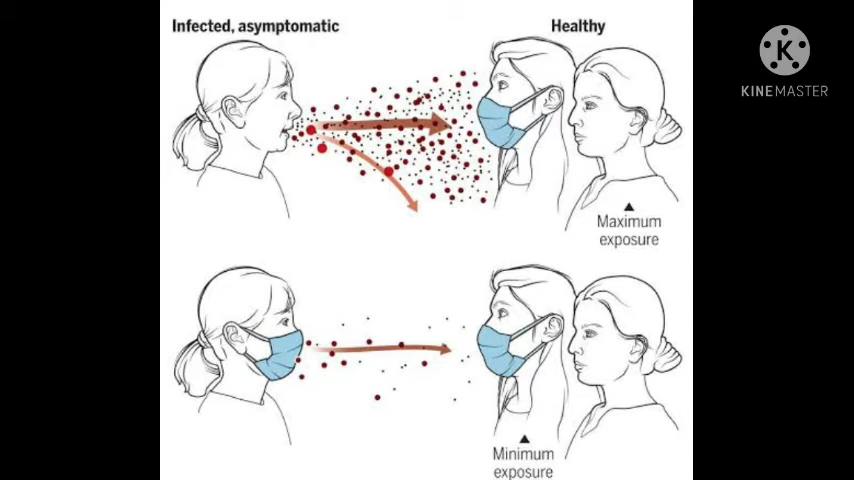 Infected, asymptomatic
Healthy
K
KINEMASTER
Maximum
exposure
Minimum
exposure